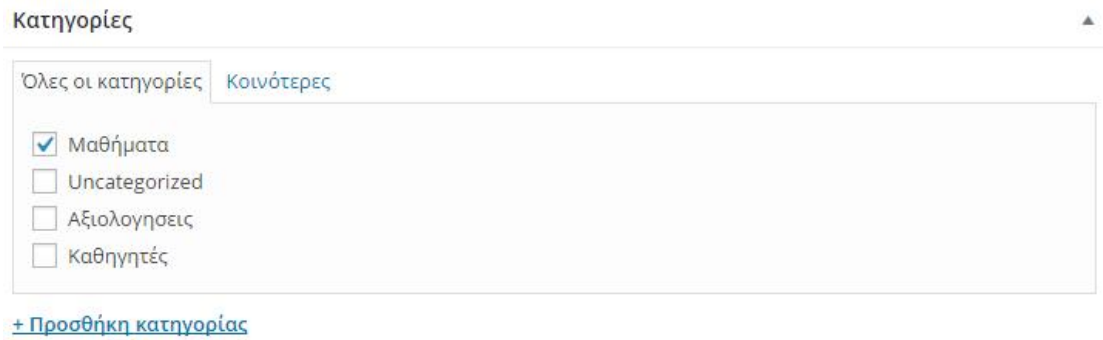 Κατηγορίες
Όλες οι κατηγορίες Κοινότερες
Μαθήματα
Uncategorized
Αξιολογησεις
Καθηγητές
+ Προσθήκη κατηγορίας